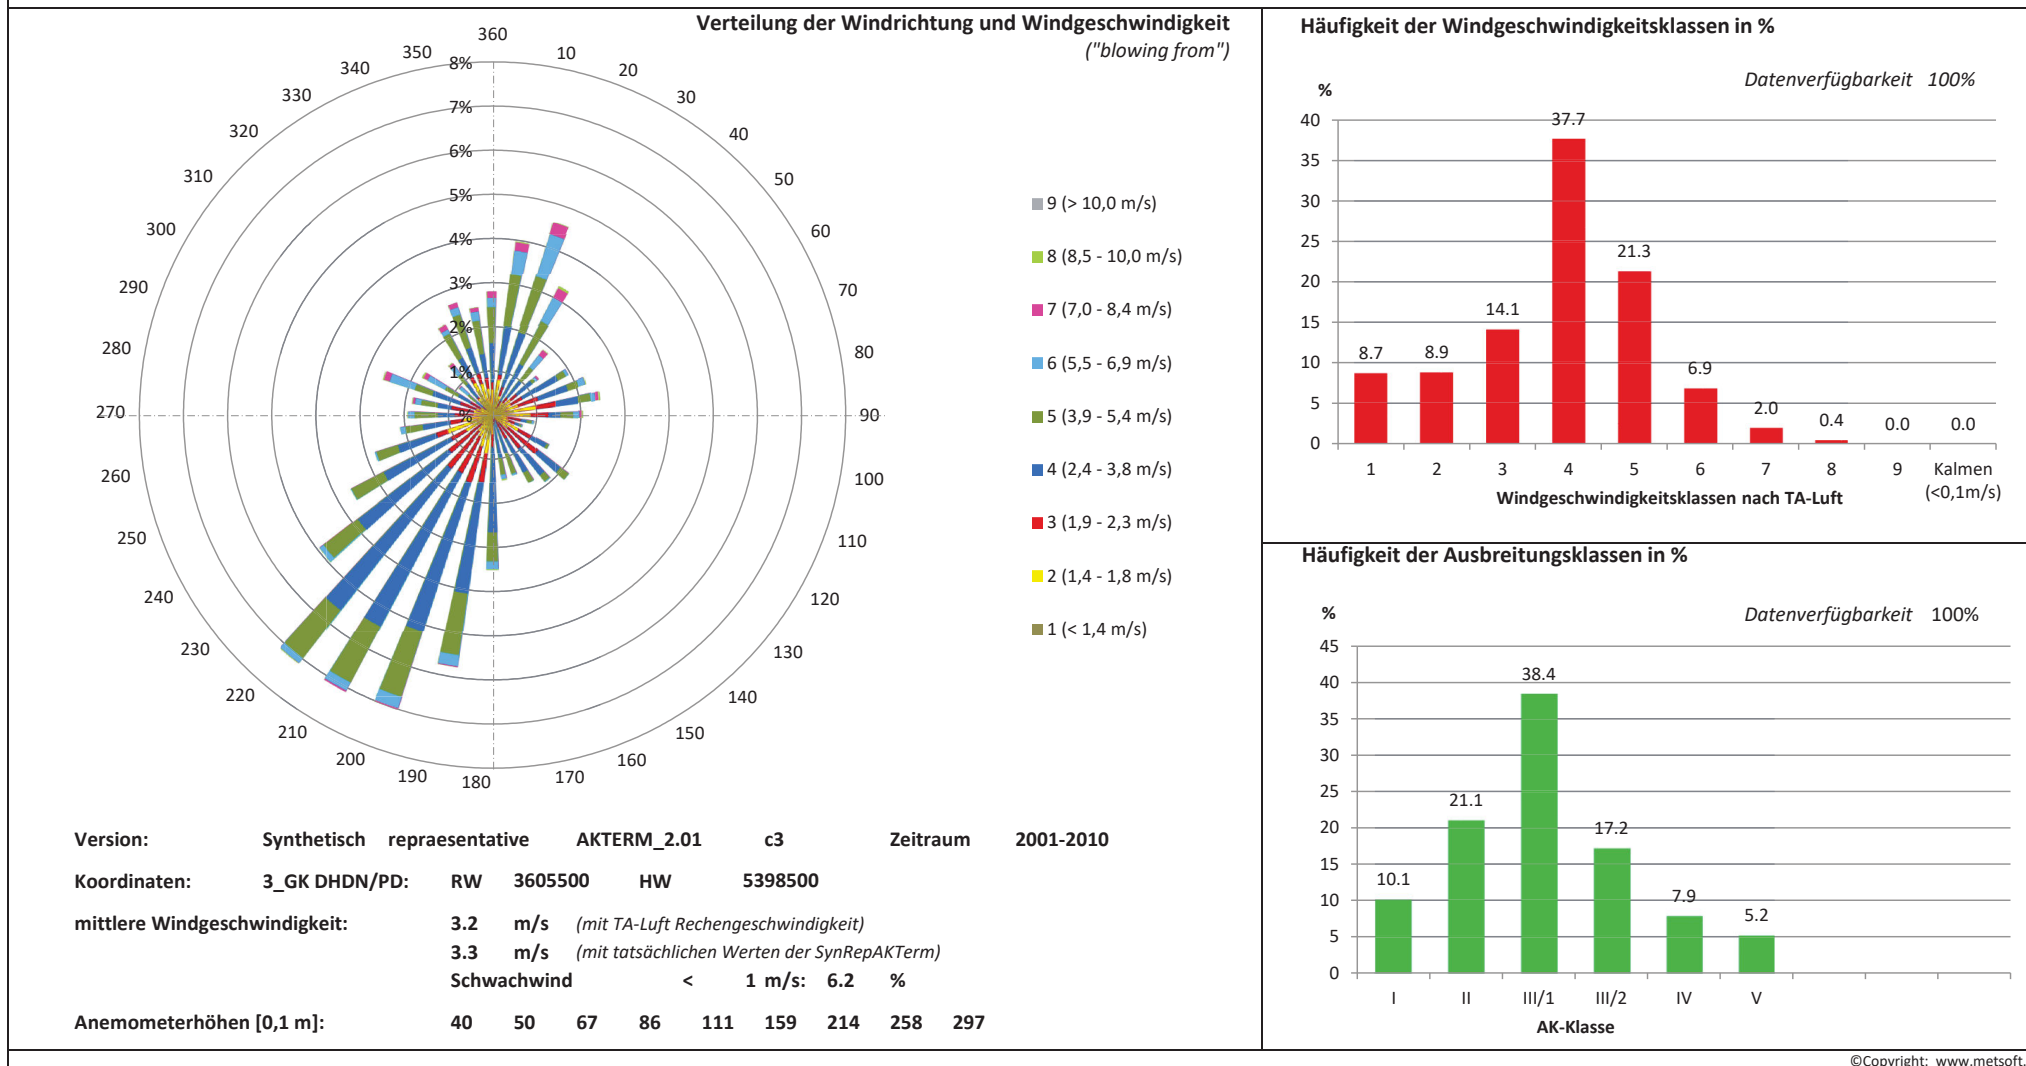 Verteilung der Windrichtung und Windgeschwindigkeit
("blowing from")
360
10
20
30
40
50
60
70
80
90
100
110
120
130
140
150
160
170
180
190
200
210
220
230
240
250
260
270
280
290
300
310
320
330
340
350
8%
7%
6%
5%
4%
3%
2%
1%
9 (> 10,0 m/s)
8 (8,5 - 10,0 m/s)
7 (7,0 - 8,4 m/s)
6 (5,5 - 6,9 m/s)
5 (3,9 - 5,4 m/s)
4 (2,4 - 3,8 m/s)
3 (1,9 - 2,3 m/s)
2 (1,4 - 1,8 m/s)
1 (< 1,4 m/s)
Version: Synthetisch repraesentative AKTERM_2.01 c3 Zeitraum 2001-2010
Koordinaten: 3_GK DHDN/PD: RW 3605500 HW 5398500
mittlere Windgeschwindigkeit: 3.2 m/s (mit TA-Luft Rechengeschwindigkeit)
3.3 m/s (mit tatsächlichen Werten der SynRepAKTerm)
Schwachwind < 1 m/s: 6.2 %
Anemometerhöhen [0,1 m]: 40 50 67 86 111 159 214 258 297
Häufigkeit der Windgeschwindigkeitsklassen in %
Datenverfügbarkeit 100%
%
40
35
30
25
20
15
10
5
0
8.7 8.9 14.1 37.7 21.3 6.9 2.0 0.4 0.0 0.0
1 2 3 4 5 6 7 8 9 Kalmen
(<0,1m/s)
Windgeschwindigkeitsklassen nach TA-Luft
Häufigkeit der Ausbreitungsklassen in %
Datenverfügbarkeit 100%
%
45
40
35
30
25
20
15
10
5
0
10.1 21.1 38.4 17.2 7.9 5.2
I II III/1 III/2 IV V
AK-Klasse
©Copyright: www.metsoft.